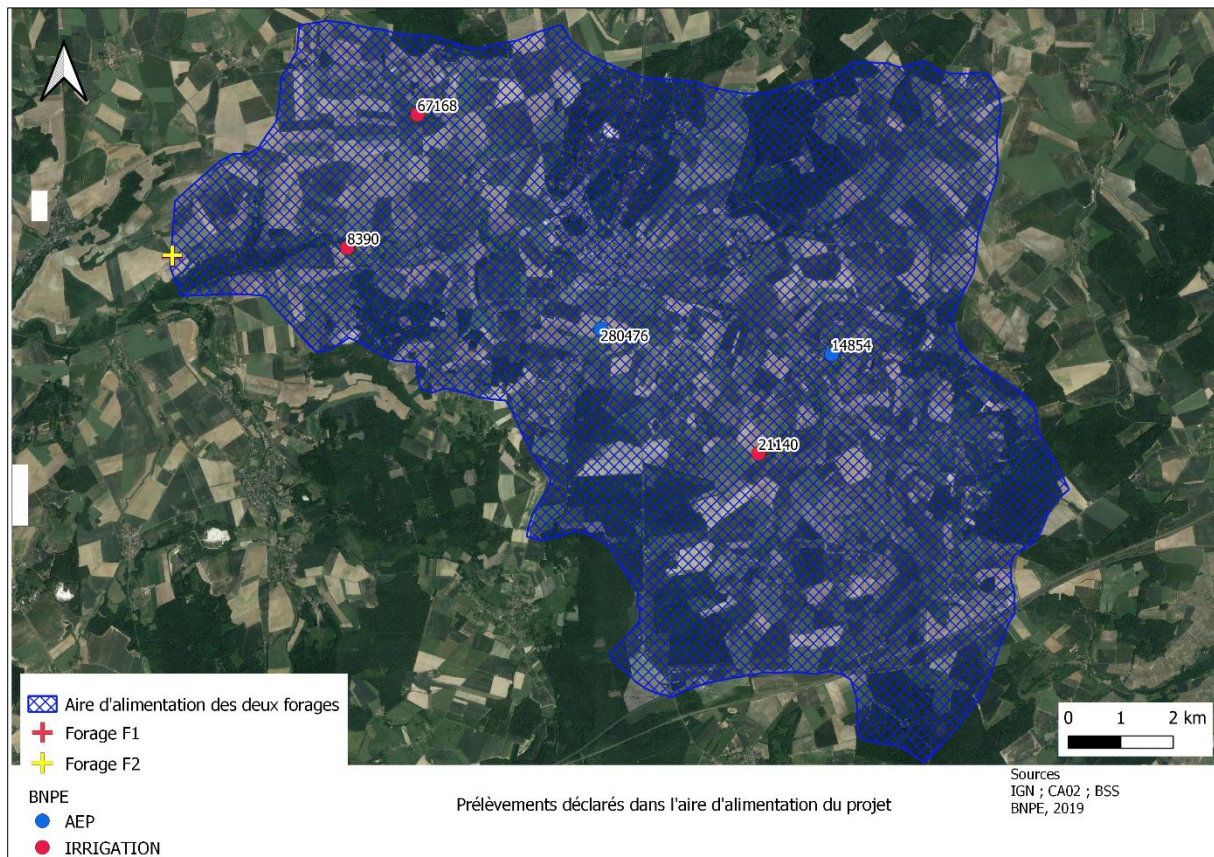 67168
8390
280476
14854
21140
Aire d'alimentation des deux forages
Forage F1
Forage F2
BNPE
AEP
IRRIGATION
Prélèvements déclarés dans l'aire d'alimentation du projet
0 1 2 km
Sources
IGN ; CA02 ; BSS
BNPE, 2019